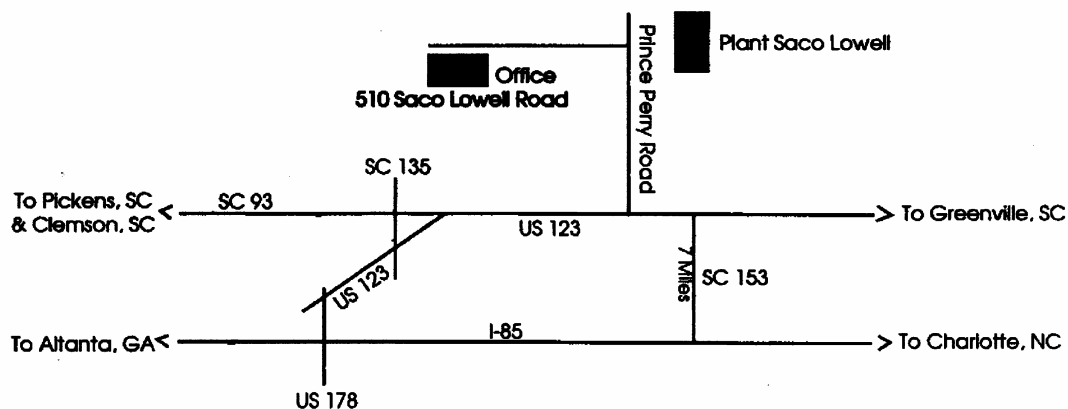 Prince Perry Road
Plant Saco Lowell
Office
510 Saco Lowell Road
SC 135
To Pickens, SC
& Clemson, SC
SC 93
US 123
To Greenville, SC
US 123
7 Miles
SC 153
To Altanta, GA
I-85
To Charlotte, NC
US 178